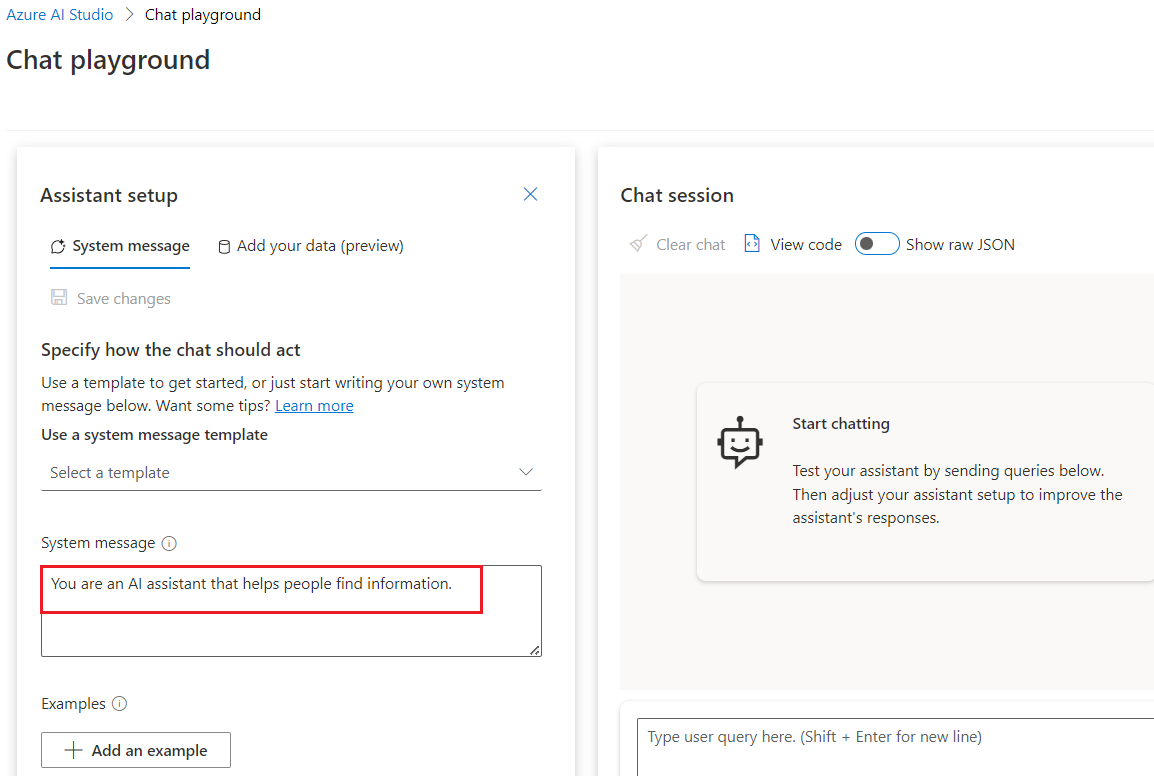 Azure AI Studio > Chat playground
Chat playground
Assistant setup
System message
Add your data (preview)
Save changes
Specify how the chat should act
Use a template to get started, or just start writing your own system
message below. Want some tips? Learn more
Use a system message template
Select a template
System message
You are an AI assistant that helps people find information.
Examples
Add an example
Chat session
Clear chat
View code
Show raw JSON
Start chatting
Test your assistant by sending queries below.
Then adjust your assistant setup to improve the
assistant's responses.
Type user query here. (Shift + Enter for new line)